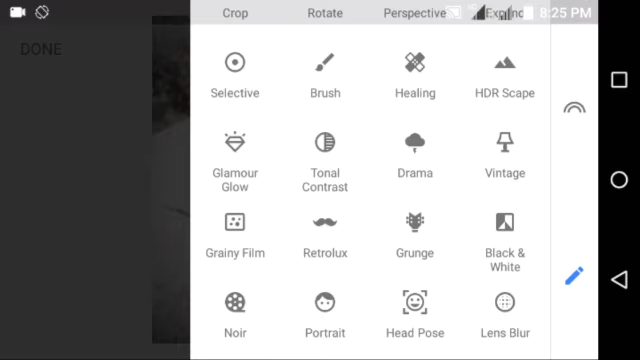 Crop Rotate Perspective Expand 8:25 PM
DONE
Selective Brush Healing HDR Scape
Glamour Glow Tonal Contrast Drama Vintage
Grainy Film Retrolux Grunge Black & White
Noir Portrait Head Pose Lens Blur